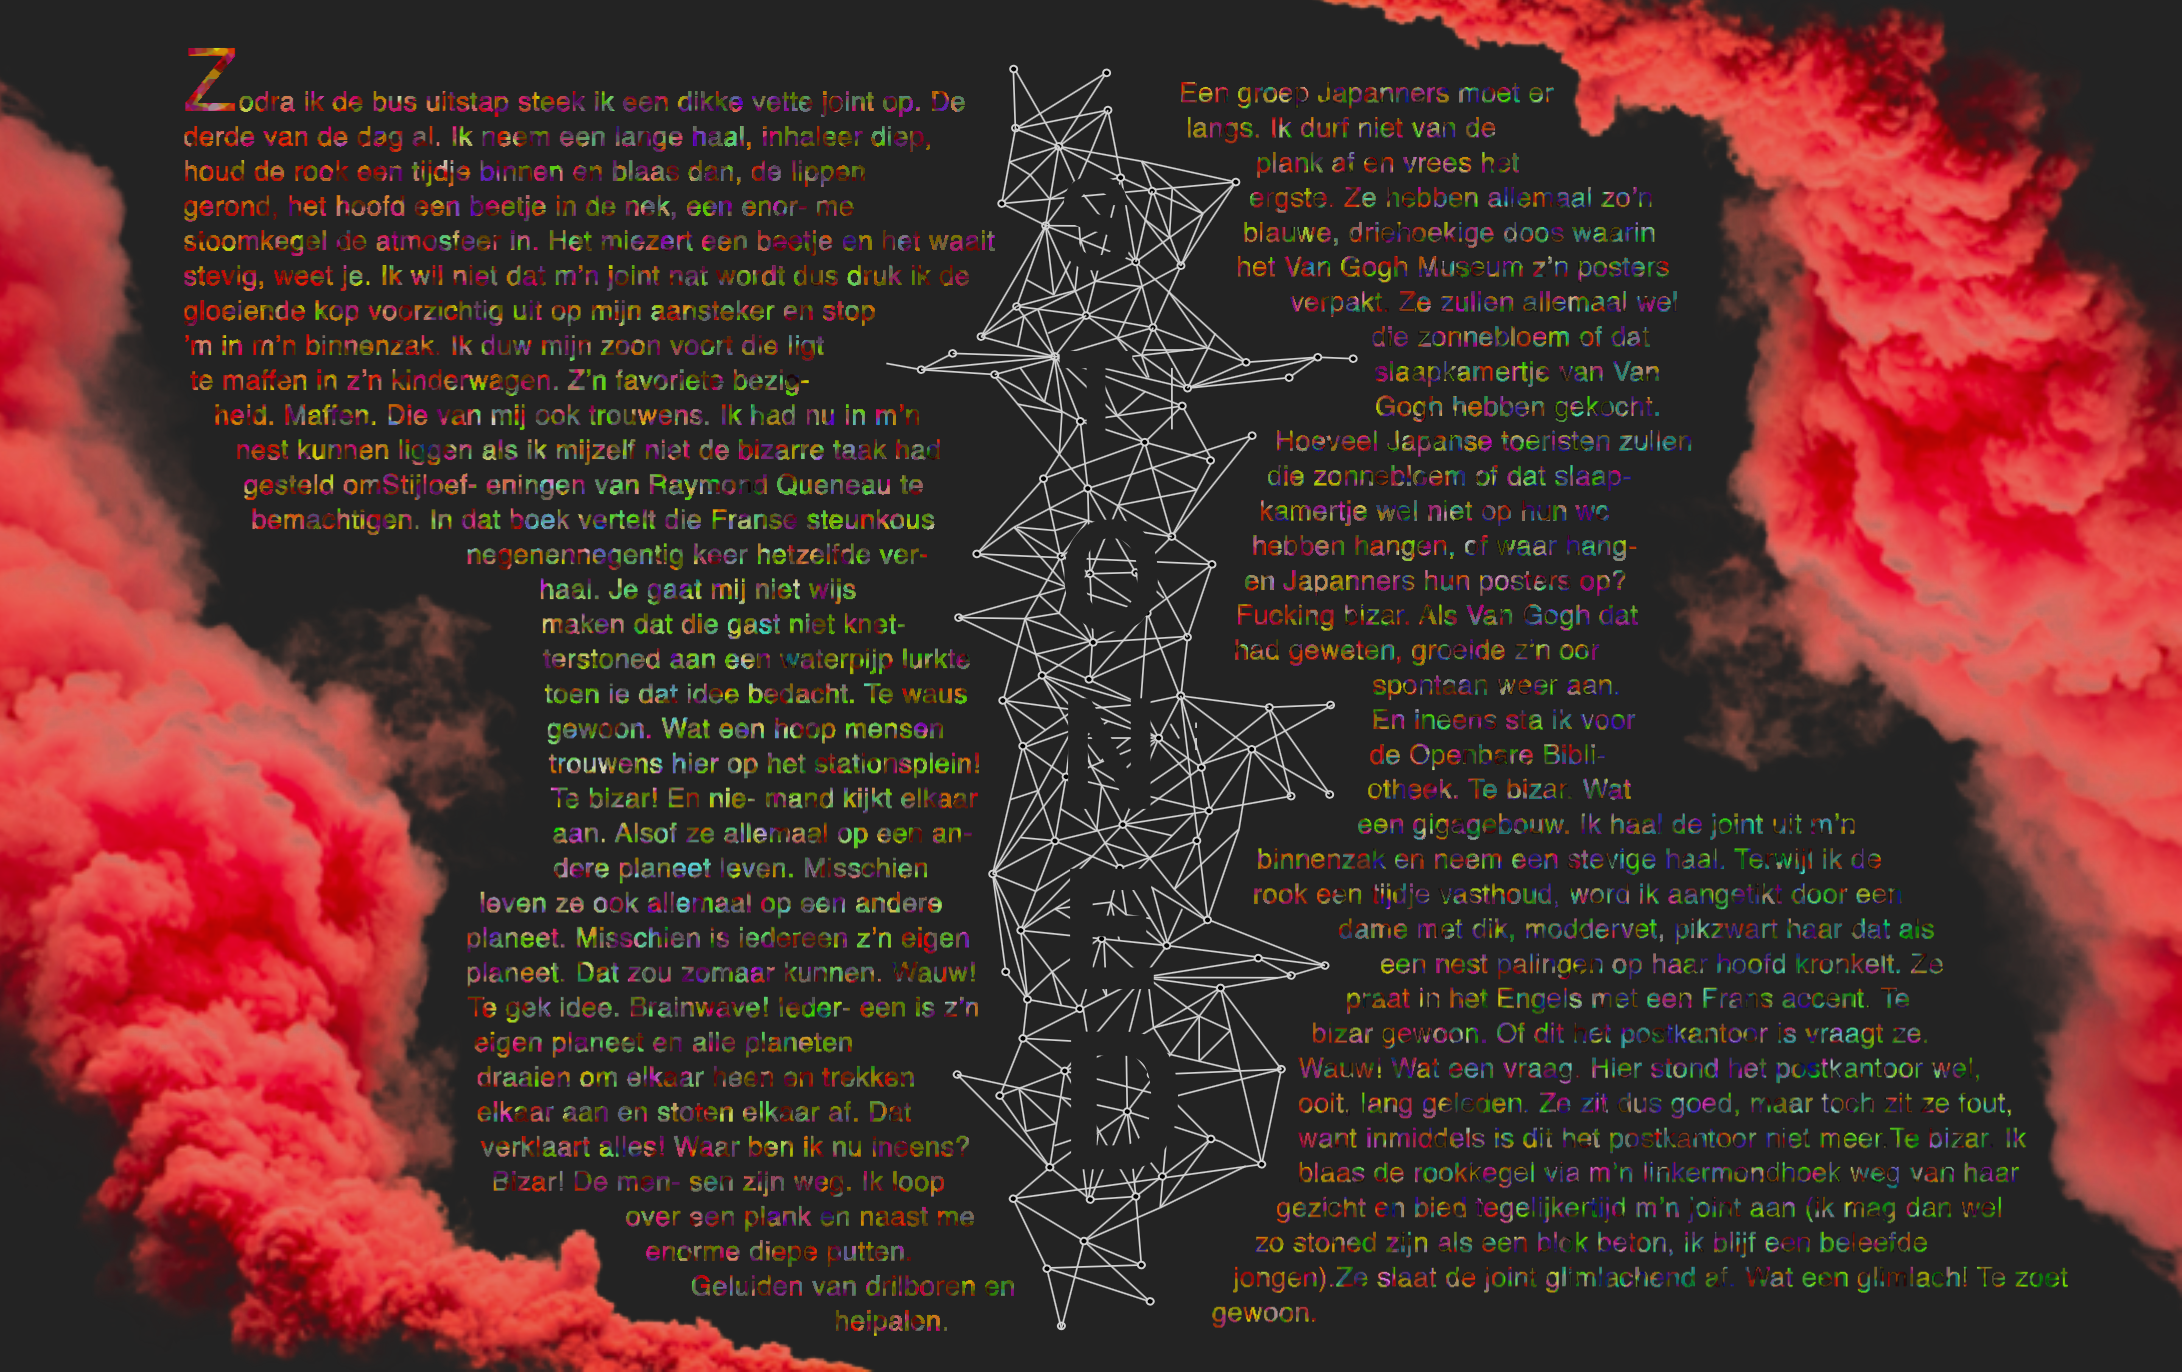 Zodra ik de bus uitstap steek ik een dikke vette joint op. De
derde van de dag al. Ik neem een lange haal, inhaleer diep,
houd de rook een tijdje binnen en blaas dan, de lippen
gerond, het hoofd een beetje in de nek, een enor- me
stoomkegel de atmosfeer in. Het miezert een beetje en het waait
stevig, weet je. Ik wil niet dat m'n joint nat wordt dus druk ik de
gloeiende kop voorzichtig uit op mijn aansteker en stop
'm in m'n binnenzak. Ik duw mijn zoon voort die ligt
te maffen in z'n kinderwagen. Z'n favoriete bezig-
heid. Maffen. Die van mij ook trouwens. Ik had nu in m'n
nest kunnen liggen als ik mijzelf niet de bizarre taak had
gesteld omStijloef- eningen van Raymond Queneau te
bemachtigen. In dat boek vertelt die Franse steunkous
negenennegentig keer hetzelfde ver-
haal. Je gaat mij niet wijs
maken dat die gast niet knet-
terstoned aan een waterpijp lurkte
toen ie dat idee bedacht. Te waus
gewoon. Wat een hoop mensen
trouwens hier op het stationsplein!
Te bizar! En nie- mand kijkt elkaar
aan. Alsof ze allemaal op een an-
dere planeet leven. Misschien
leven ze ook allemaal op een andere
planeet. Misschien is iedereen z'n eigen
planeet. Dat zou zomaar kunnen. Wauw!
Te gek idee. Brainwave! Ieder- een is z'n
eigen planeet en alle planeten
draaien om elkaar heen en trekken
elkaar aan en stoten elkaar af. Dat
verklaart alles! Waar ben ik nu ineens?
Bizar! De men- sen zijn weg. Ik loop
over een plank en naast me
enorme diepe putten.
Geluiden van drilboren en
heipalen.
Een groep Japanners moet er
langs. Ik durf niet van de
plank af en vrees het
ergste. Ze hebben allemaal zo'n
blauwe, driehoekige doos waarin
het Van Gogh Museum z'n posters
verpakt. Ze zullen allemaal wel
die zonnebloem of dat
slaapkamertje van Van
Gogh hebben gekocht.
Hoeveel Japanse toeristen zullen
die zonnebloem of dat slaap-
kamertje wel niet op hun wc
hebben hangen, of waar hang-
en Japanners hun posters op?
Fucking bizar. Als Van Gogh dat
had geweten, groeide z'n oor
spontaan weer aan.
En ineens sta ik voor
de Openbare Bibli-
otheek. Te bizar. Wat
een gigagebouw. Ik haal de joint uit m'n
binnenzak en neem een stevige haal. Terwijl ik de
rook een tijdje vasthoud, word ik aangetikt door een
dame met dik, moddervet, pikzwart haar dat als
een nest palingen op haar hoofd kronkelt. Ze
praat in het Engels met een Frans accent. Te
bizar gewoon. Of dit het postkantoor is vraagt ze.
Wauw! Wat een vraag. Hier stond het postkantoor wel,
ooit, lang geleden. Ze zit dus goed, maar toch zit ze fout,
want inmiddels is dit het postkantoor niet meer.Te bizar. Ik
blaas de rookkegel via m'n linkermondhoek weg van haar
gezicht en bied tegelijkertijd m'n joint aan (ik mag dan wel
zo stoned zijn als een blok beton, ik blijf een beleefde
jongen).Ze slaat de joint glimlachend af. Wat een glimlach! Te zoet
gewoon.